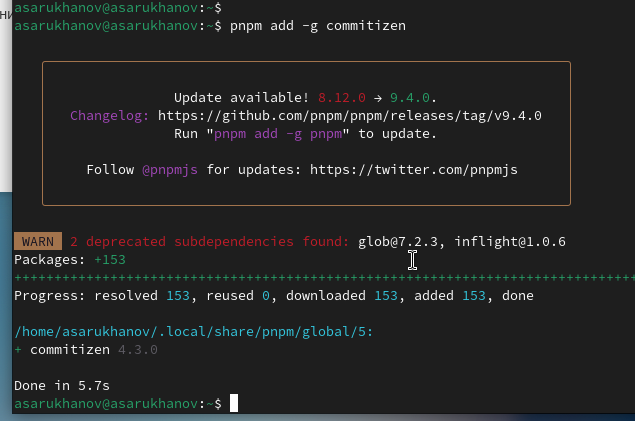 ни
asarukhanov@asarukhanov:~$
asarukhanov@asarukhanov:~$ pnpm add -g commitizen
Update available! 8.12.0 → 9.4.0.
Changelog: https://github.com/pnpm/pnpm/releases/tag/v9.4.0
Run "pnpm add -g pnpm" to update.
Follow @pnpmjs for updates: https://twitter.com/pnpmjs
WARN 2 deprecated subdependencies found: glob@7.2.3, inflight@1.0.6
Packages: +153
+++++++++++++++++++++++++++++++++++++++++++++++++++++++++++++++++++++
Progress: resolved 153, reused 0, downloaded 153, added 153, done
/home/asarukhanov/.local/share/pnpm/global/5:
+ commitizen 4.3.0
Done in 5.7s
asarukhanov@asarukhanov:~$